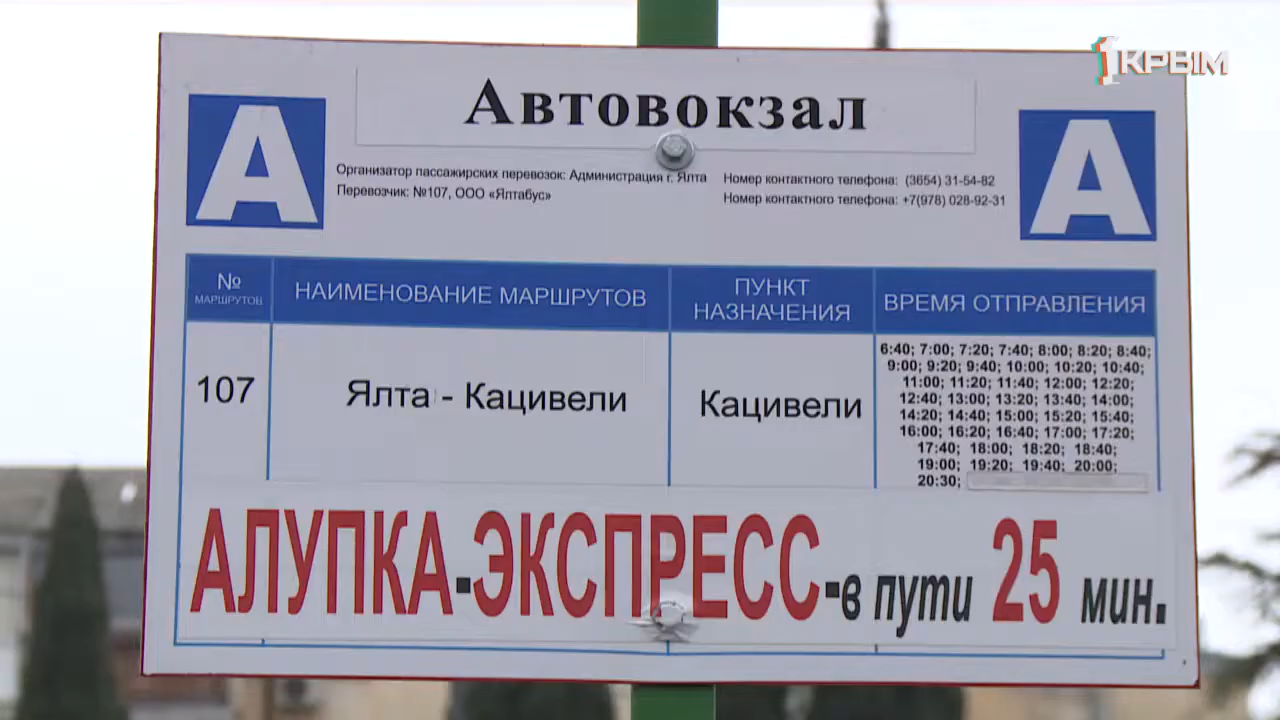 1 КРЫМ
Автовокзал
А
А
Организатор пассажирских перевозок: Администрация г. Ялта
Перевозчик: №107, ООО «Ялтабус»
Номер контактного телефона: (3654) 31-54-82
Номер контактного телефона: +7(978) 028-92-31
№
МАРШРУТОВ
НАИМЕНОВАНИЕ МАРШРУТОВ
ПУНКТ
НАЗНАЧЕНИЯ
ВРЕМЯ ОТПРАВЛЕНИЯ
107
Ялта - Кацивели
Кацивели
6:40; 7:00; 7:20; 7:40; 8:00; 8:20; 8:40;
9:00; 9:20; 9:40; 10:00; 10:20; 10:40;
11:00; 11:20; 11:40; 12:00; 12:20;
12:40; 13:00; 13:20; 13:40; 14:00;
14:20; 14:40; 15:00; 15:20; 15:40;
16:00; 16:20; 16:40; 17:00; 17:20;
17:40; 18:00; 18:20; 18:40;
19:00; 19:20; 19:40; 20:00;
20:30;
АЛУПКА-ЭКСПРЕСС-в пути 25 мин.